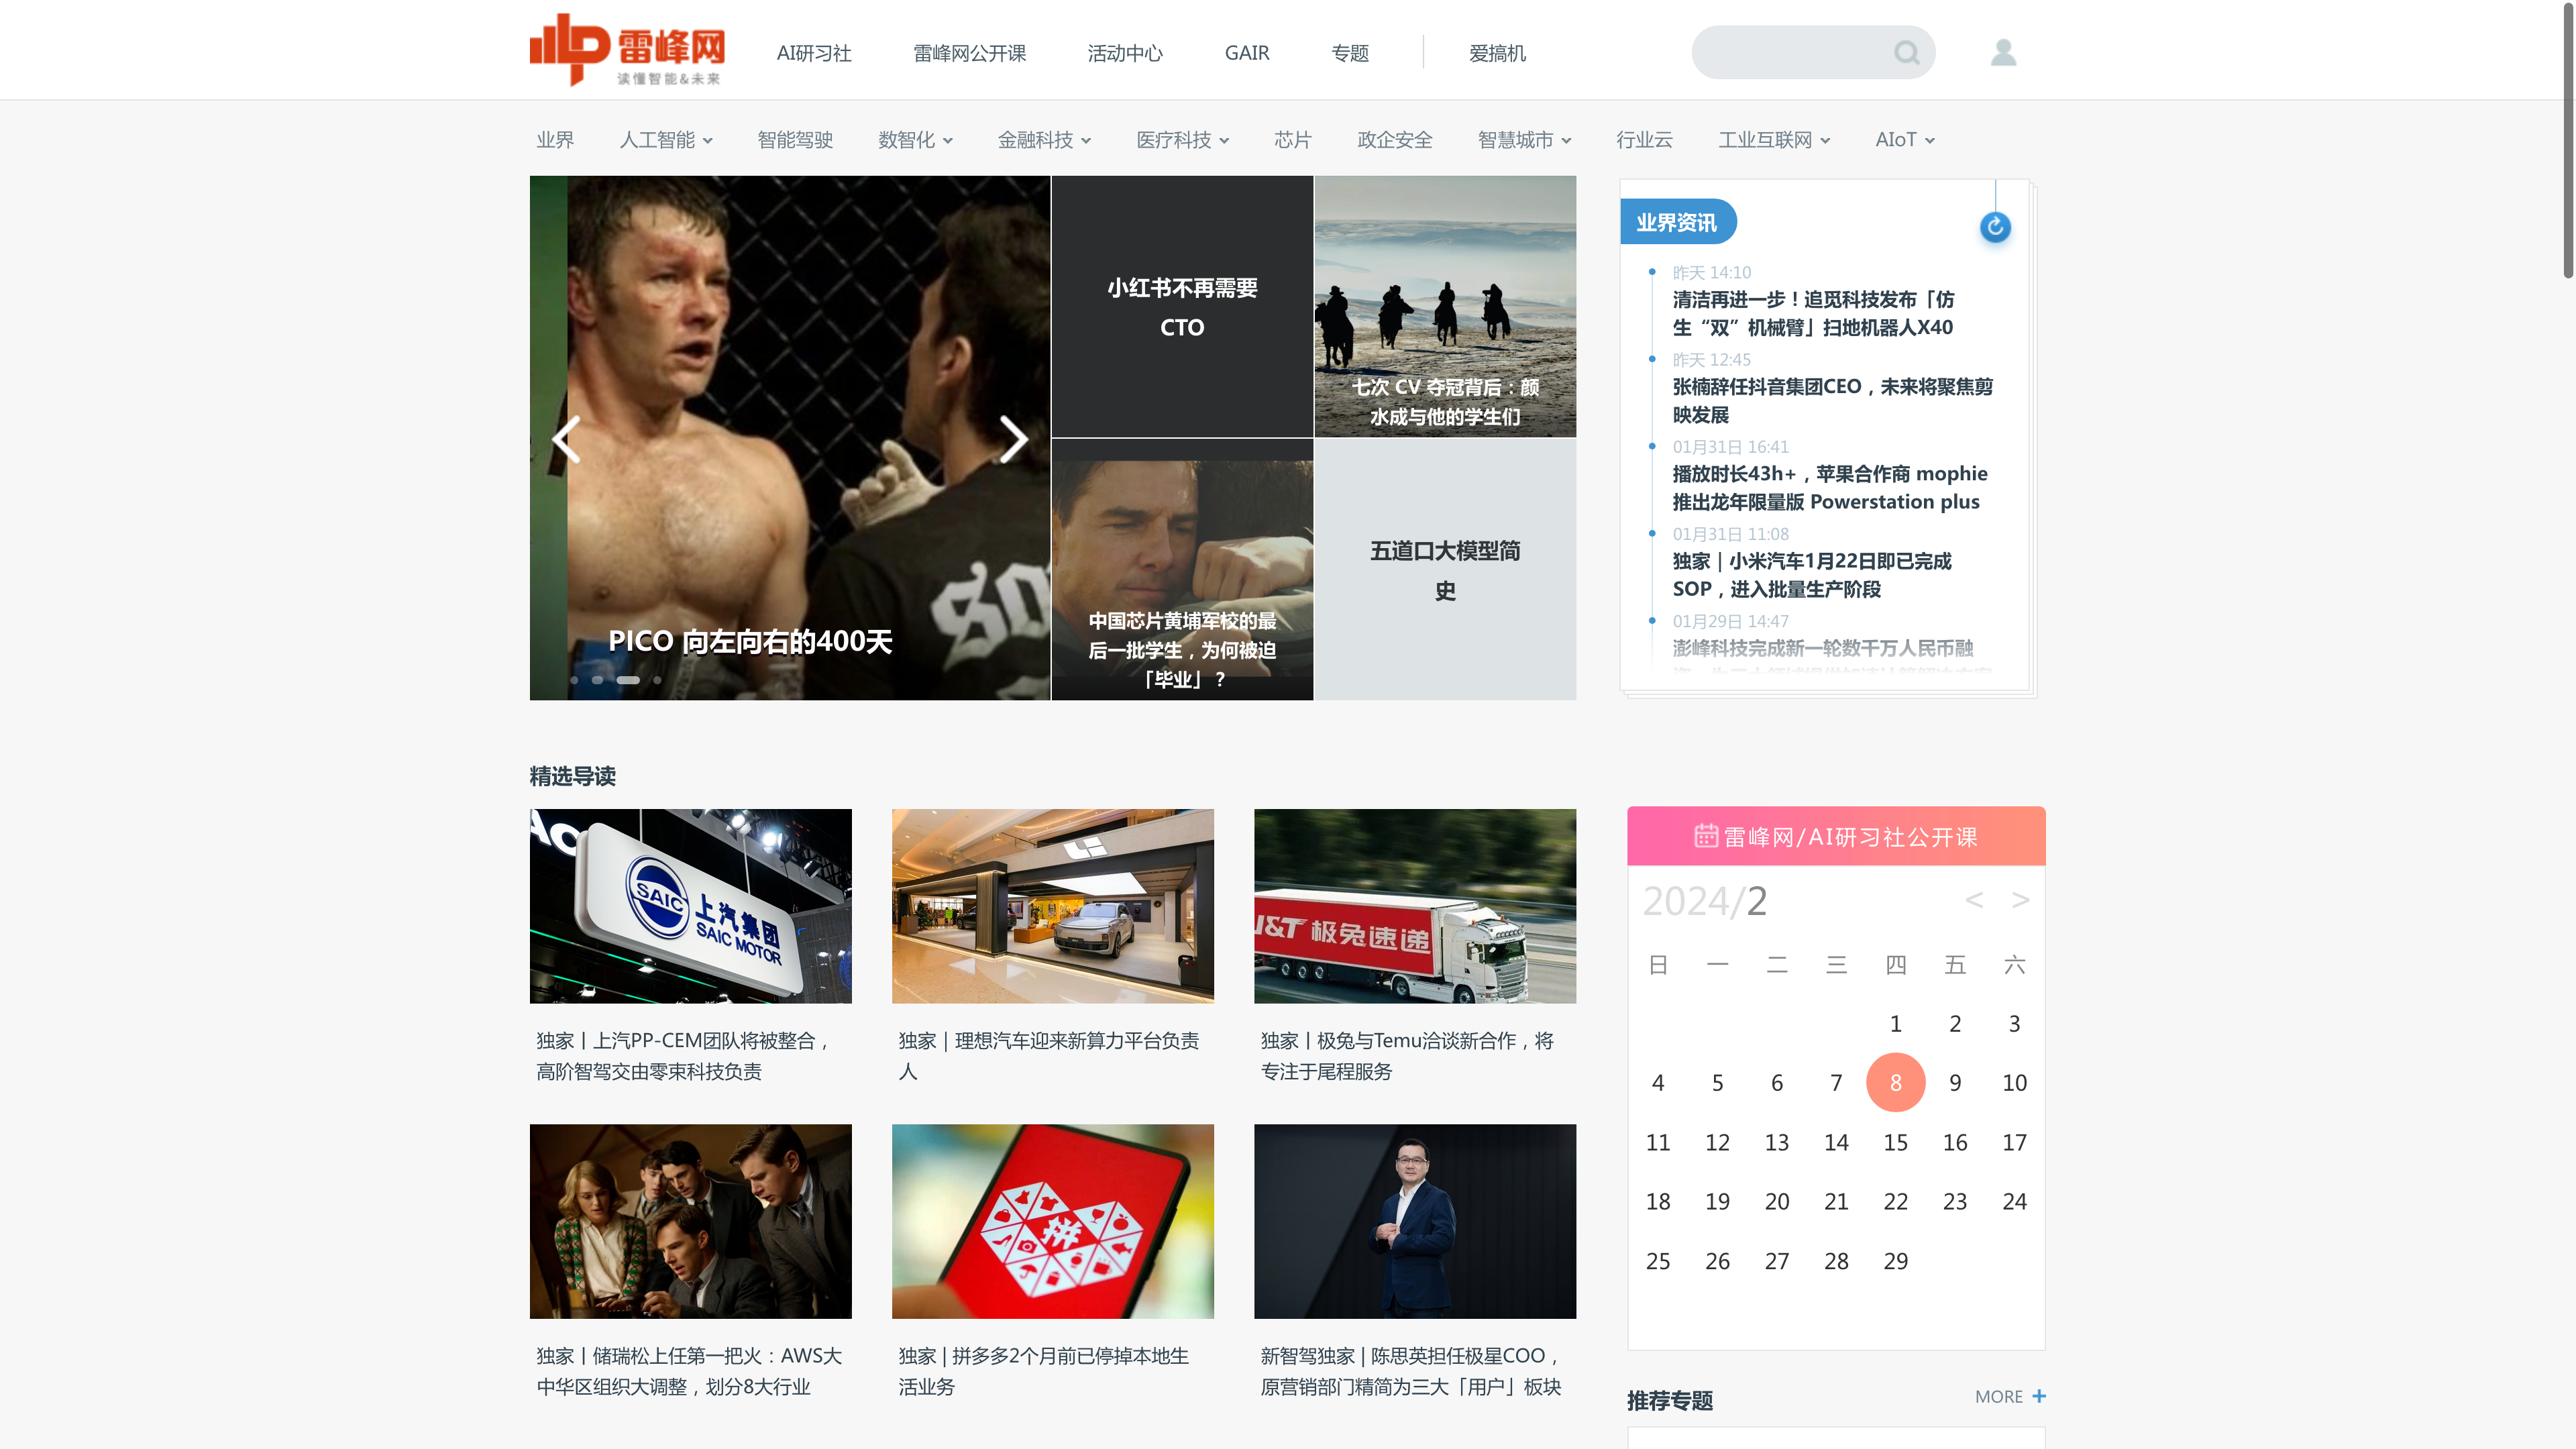 雷峰网
读懂智能&未来
AI研习社 雷峰网公开课 活动中心 GAIR 专题 爱搞机
业界 人工智能 智能驾驶 数智化 金融科技 医疗科技 芯片 政企安全 智慧城市 行业云 工业互联网 AIoT
PICO 向左向右的400天
小红书不再需要
CTO
七次 CV 夺冠背后：颜
水成与他的学生们
中国芯片黄埔军校的最
后一批学生，为何被迫
「毕业」？
五道口大模型简
史
业界资讯
昨天 14:10
清洁再进一步！追觅科技发布「仿
生“双”机械臂」扫地机器人X40
昨天 12:45
张楠辞任抖音集团CEO，未来将聚焦剪
映发展
01月31日 16:41
播放时长43h+，苹果合作商 mophie
推出龙年限量版 Powerstation plus
01月31日 11:08
独家｜小米汽车1月22日即已完成
SOP，进入批量生产阶段
01月29日 14:47
澎峰科技完成新一轮数千万人民币融
精选导读
SAIC 上汽集团
SAIC MOTOR
J&T 极兔速递
独家丨上汽PP-CEM团队将被整合，
高阶智驾交由零束科技负责
独家｜理想汽车迎来新算力平台负责
人
独家丨极兔与Temu洽谈新合作，将
专注于尾程服务
拼
独家丨储瑞松上任第一把火：AWS大
中华区组织大调整，划分8大行业
独家 | 拼多多2个月前已停掉本地生
活业务
新智驾独家 | 陈思英担任极星COO，
原营销部门精简为三大「用户」板块
雷峰网/AI研习社公开课
2024/2 < >
日 一 二 三 四 五 六
1 2 3
4 5 6 7 8 9 10
11 12 13 14 15 16 17
18 19 20 21 22 23 24
25 26 27 28 29
推荐专题 MORE +